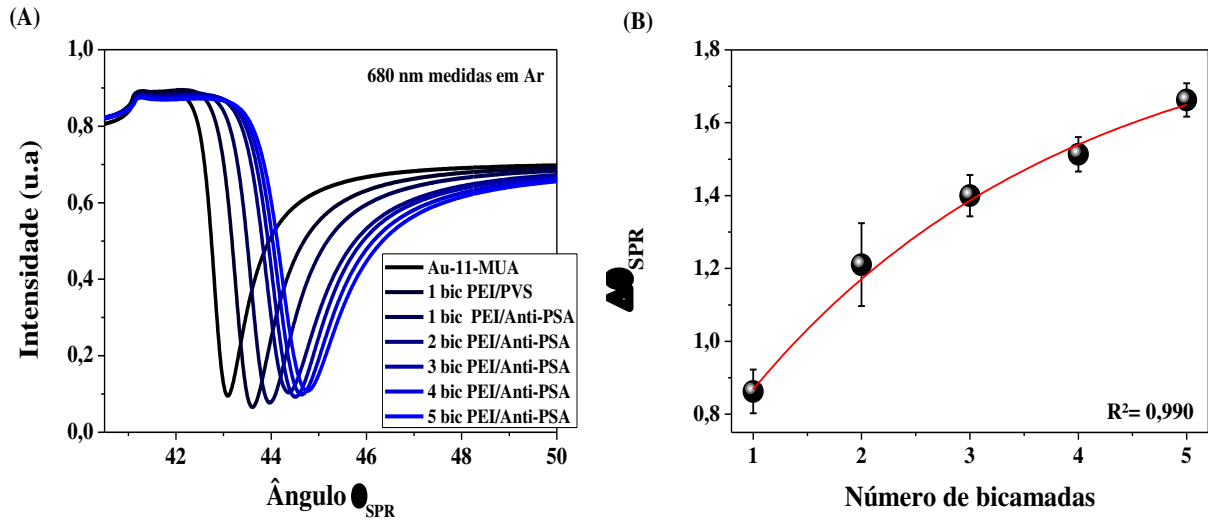 (A)
1,0
0,8
0,6
0,4
0,2
0,0
Intensidade (u.a)
680 nm medidas em Ar
Au-11-MUA
1 bic PEI/PVS
1 bic PEI/Anti-PSA
2 bic PEI/Anti-PSA
3 bic PEI/Anti-PSA
4 bic PEI/Anti-PSA
5 bic PEI/Anti-PSA
42 44 46 48 50
Ângulo SPR
(B)
1,8
1,6
1,4
1,2
1,0
0,8
SPR
R²= 0,990
1 2 3 4 5
Número de bicamadas